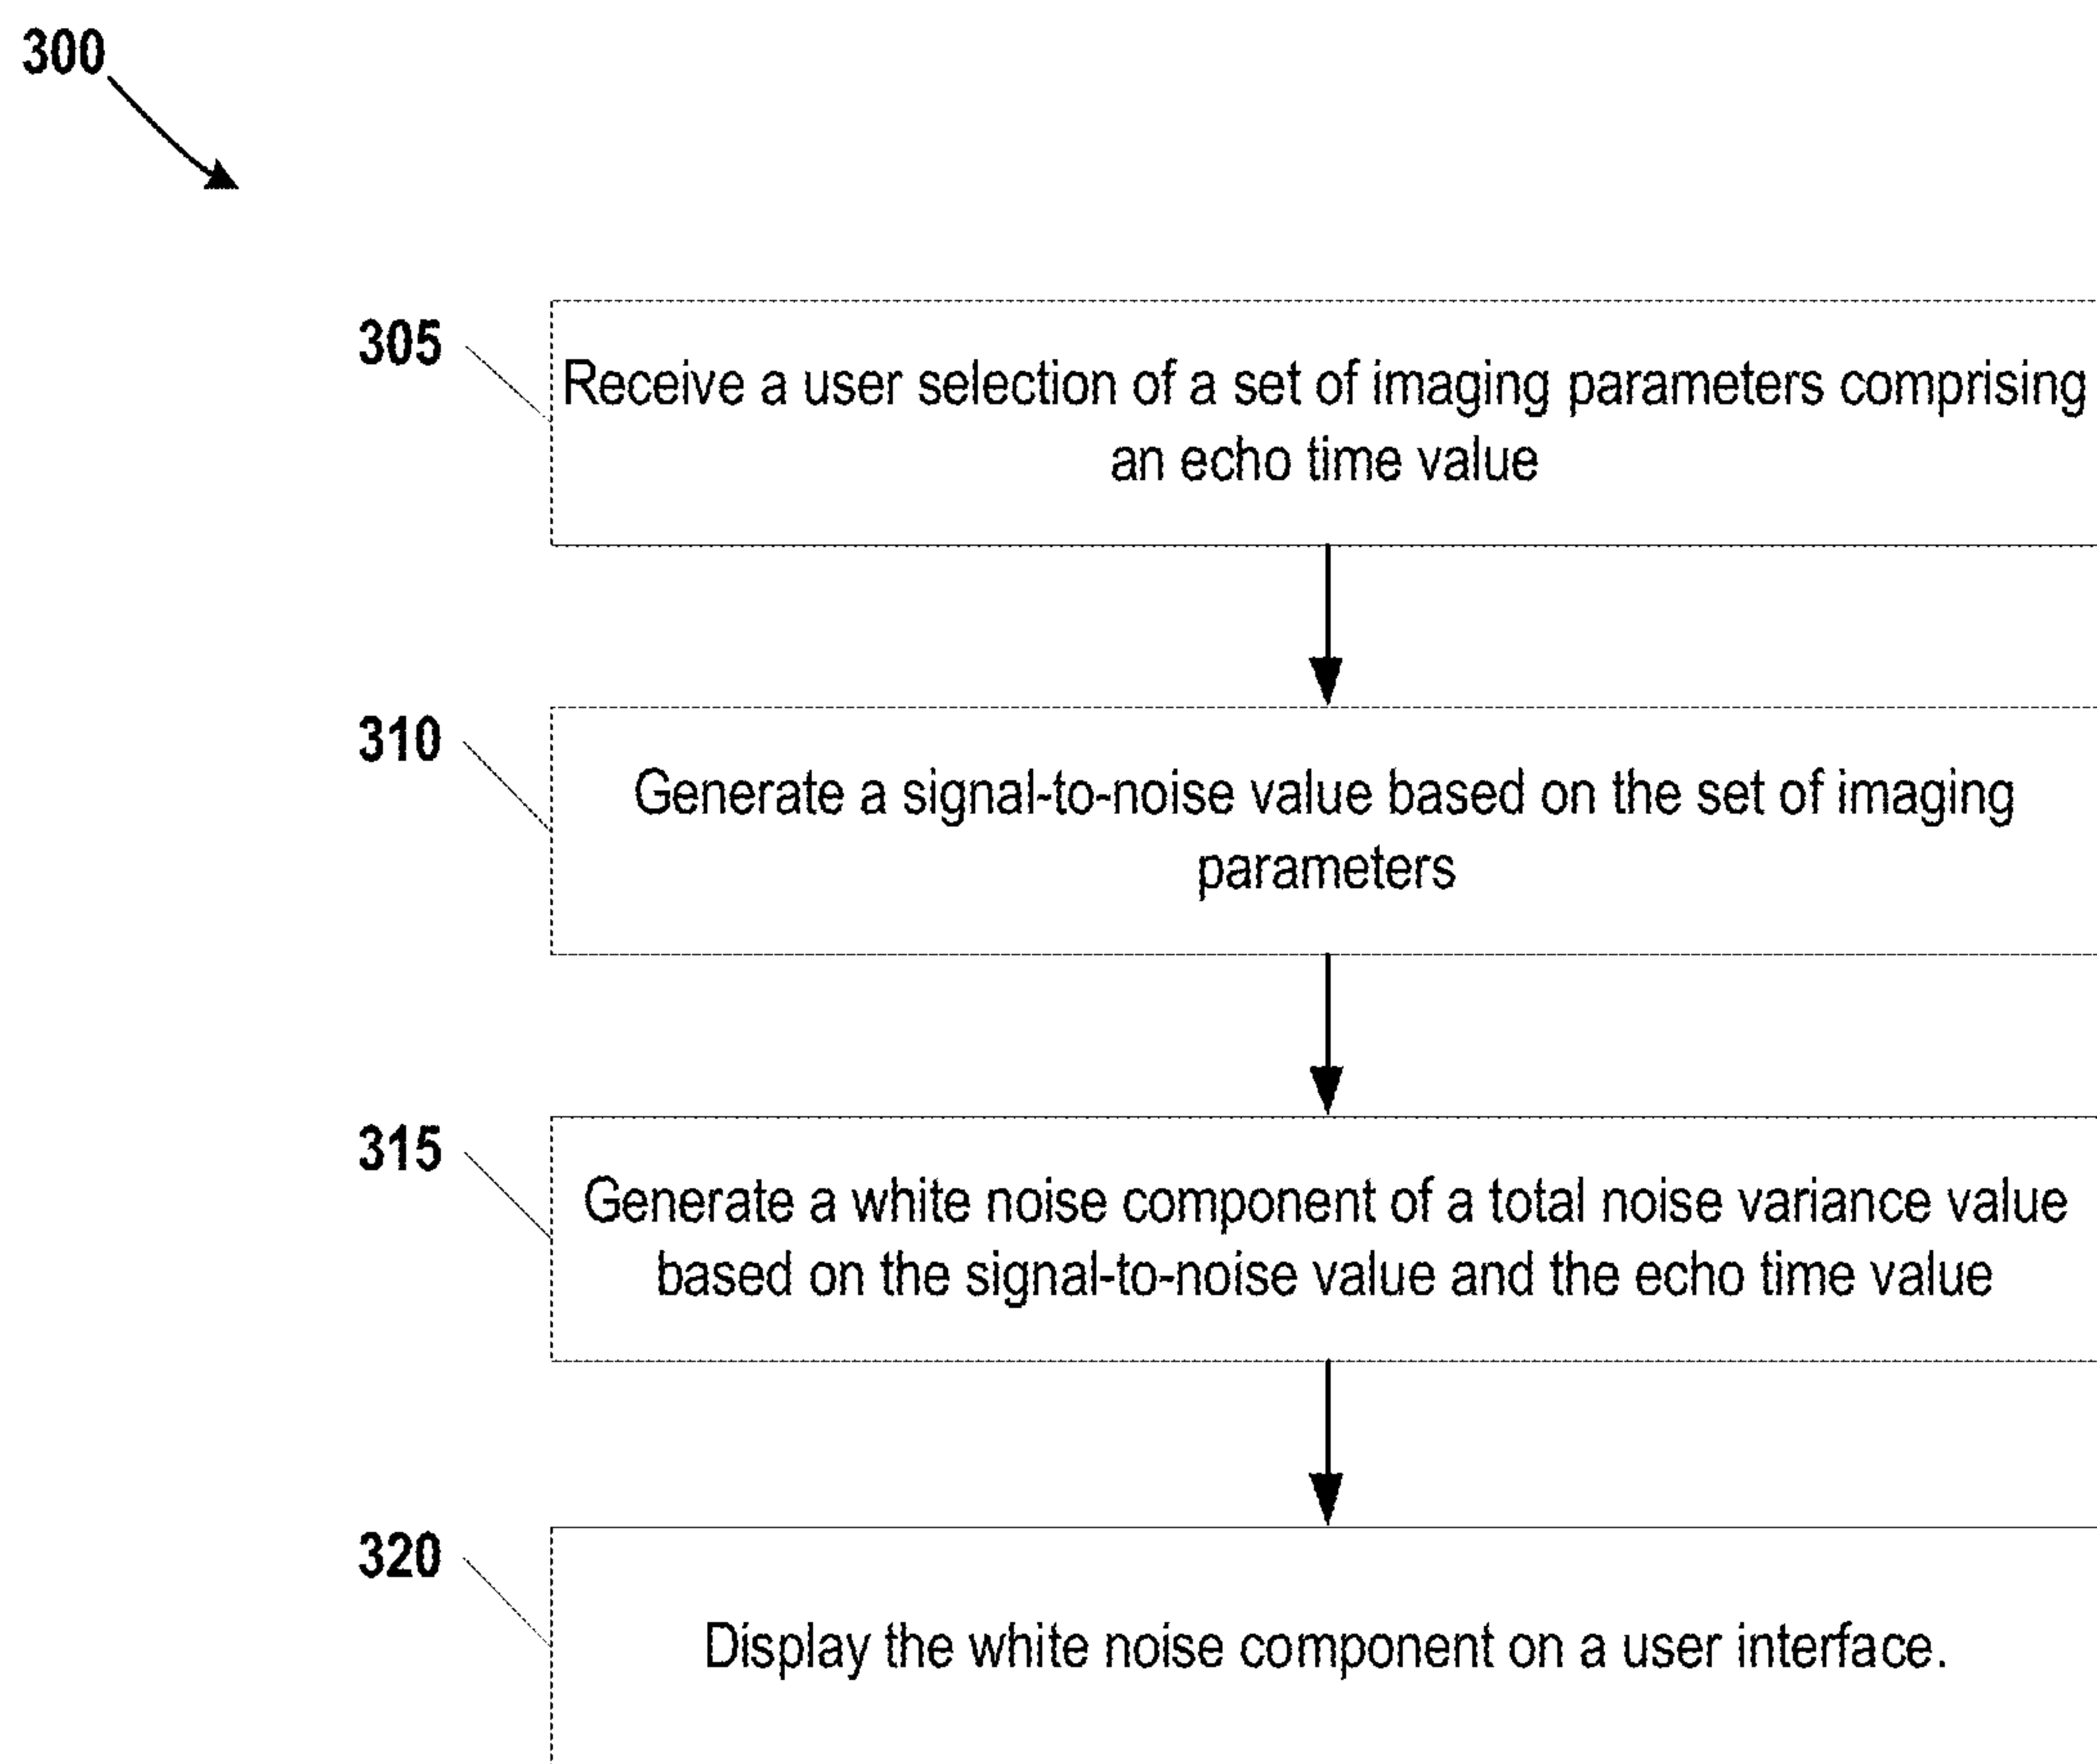 300
305
Receive a user selection of a set of imaging parameters comprising
an echo time value
310
Generate a signal-to-noise value based on the set of imaging
parameters
315
Generate a white noise component of a total noise variance value
based on the signal-to-noise value and the echo time value
320
Display the white noise component on a user interface.